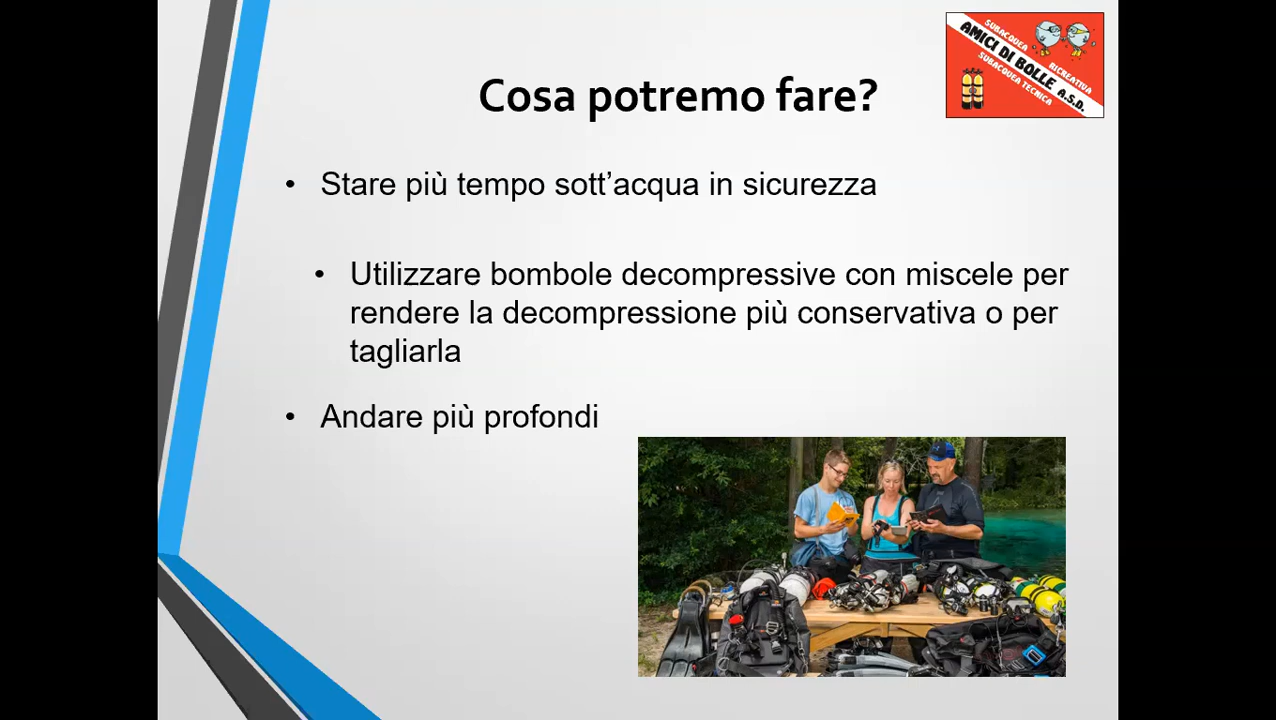 Cosa potremo fare?
SUBACQUEA RICREATIVA
AMICI DI BOLLE A.S.D.
SUBACQUEA TECNICA
• Stare più tempo sott’acqua in sicurezza
• Utilizzare bombole decompressive con miscele per
rendere la decompressione più conservativa o per
tagliarla
• Andare più profondi